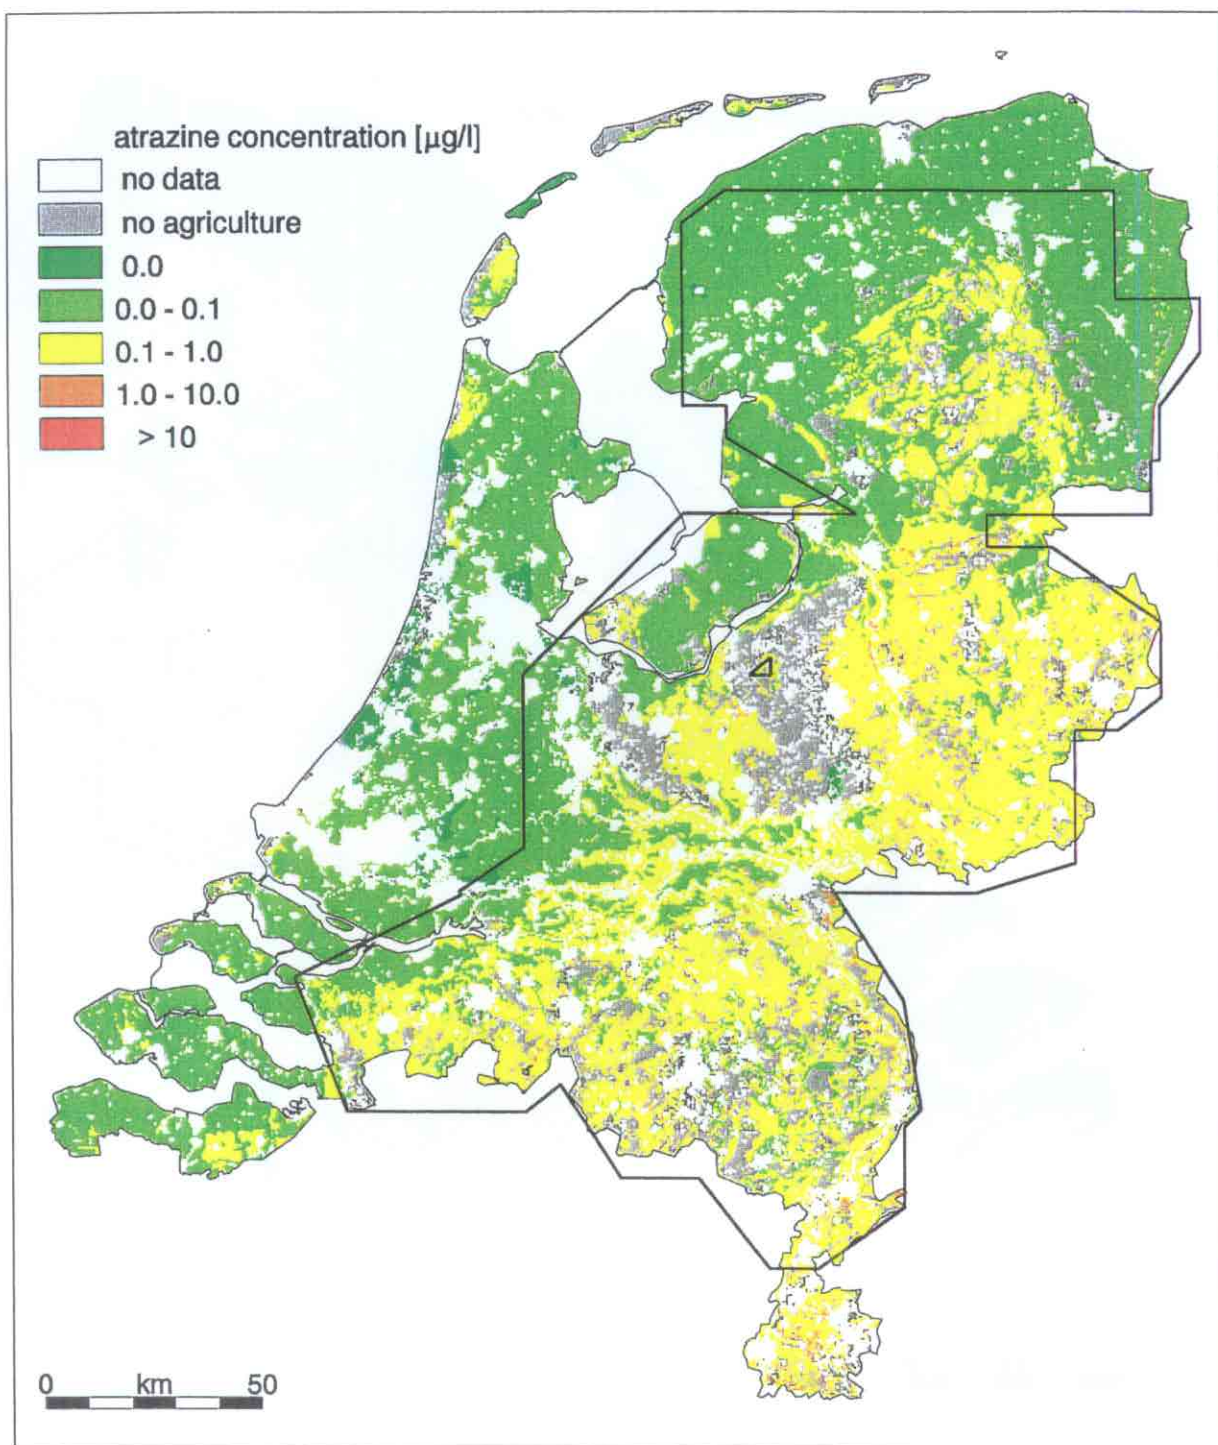 atrazine concentration [µg/l]
no data
no agriculture
0.0
0.0 - 0.1
0.1 - 1.0
1.0 - 10.0
> 10
0 km 50